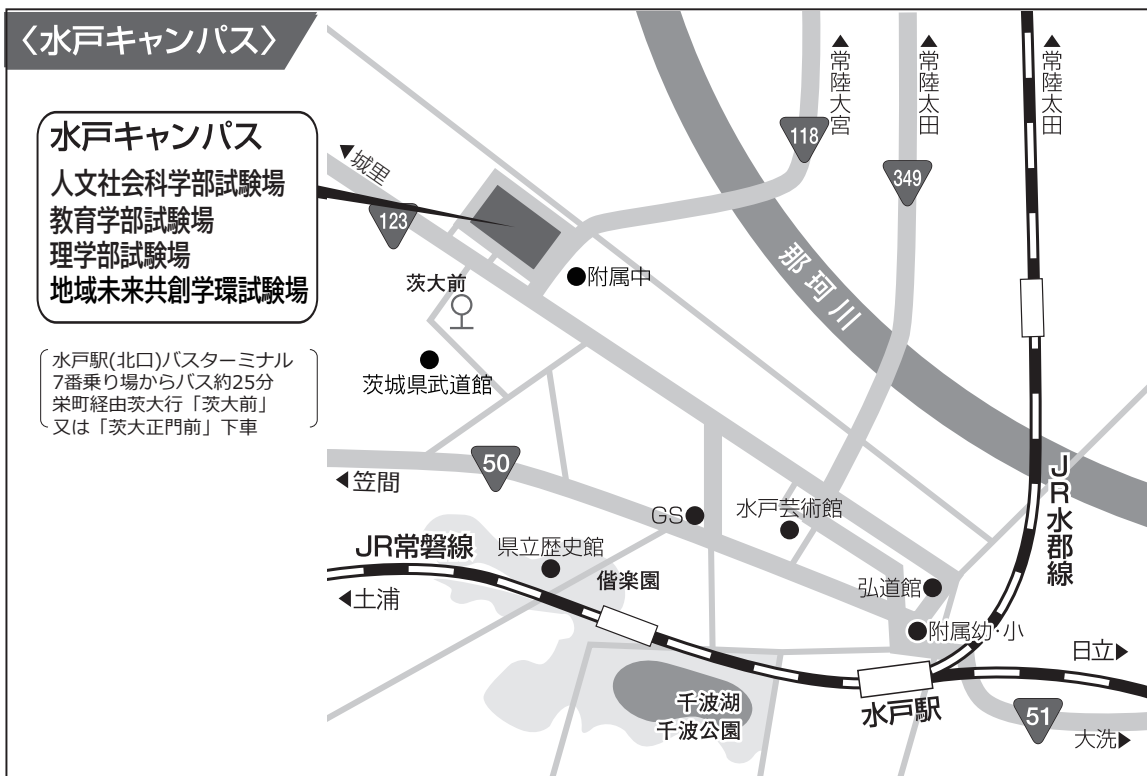 〈水戸キャンパス〉
水戸キャンパス
人文社会科学部試験場
教育学部試験場
理学部試験場
地域未来共創学環試験場
水戸駅(北口)バスターミナル
7番乗り場からバス約25分
栄町経由茨大行「茨大前」
又は「茨大正門前」下車
▲常陸大宮
▲常陸太田
▲常陸太田
118
349
◀城里
123
茨大前
附属中
那珂川
茨城県武道館
50
◀笠間
GS
水戸芸術館
JR水郡線
JR常磐線
県立歴史館
偕楽園
◀土浦
弘道館
附属幼・小
日立▶
千波湖
千波公園
水戸駅
51
大洗▶